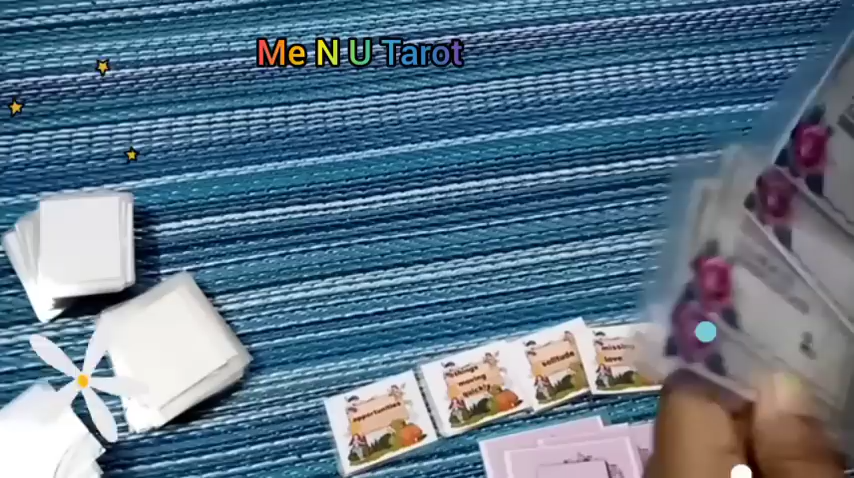 Me N U Tarot
opportunities
things
moving
quickly
solitude
missing
love